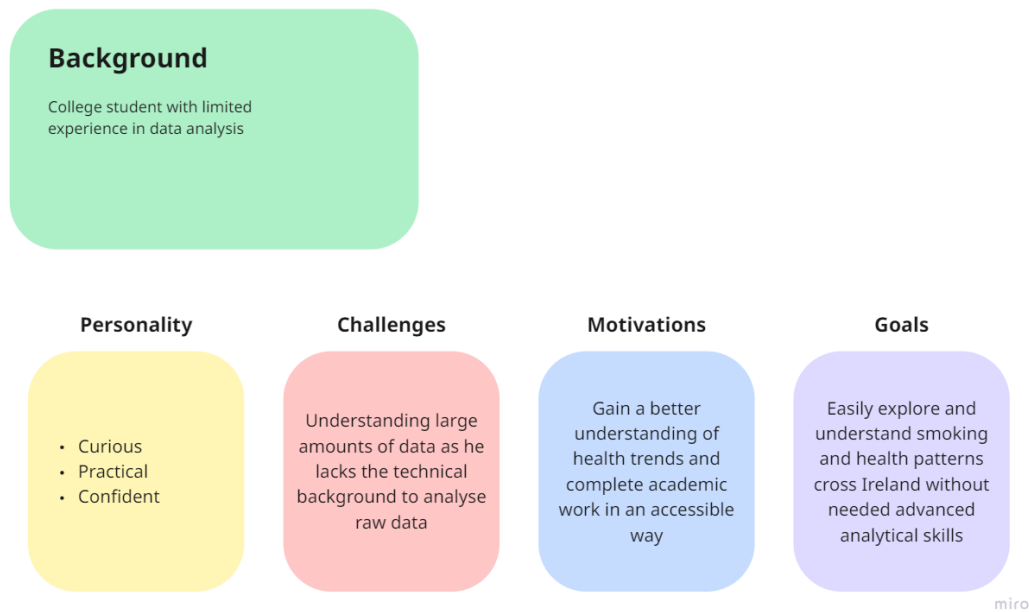 Background
College student with limited
experience in data analysis
Personality
Challenges
Motivations
Goals
• Curious
• Practical
• Confident
Understanding large
amounts of data as he
lacks the technical
background to analyse
raw data
Gain a better
understanding of
health trends and
complete academic
work in an accessible
way
Easily explore and
understand smoking
and health patterns
cross Ireland without
needed advanced
analytical skills
miro